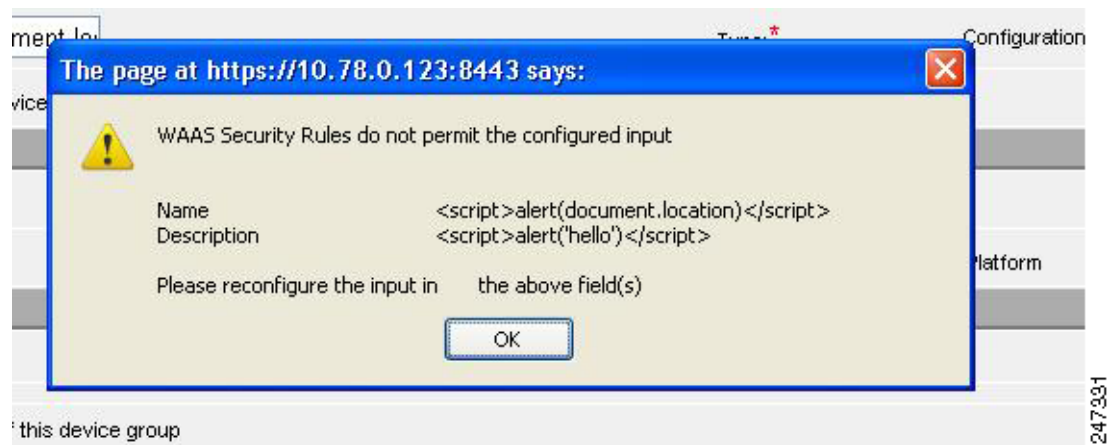 Configuration
The page at https://10.78.0.123:8443 says:
vice
WAAS Security Rules do not permit the configured input
Name <script>alert(document.location)</script>
Description <script>alert('hello')</script>
Platform
Please reconfigure the input in the above field(s)
OK
this device group
247331